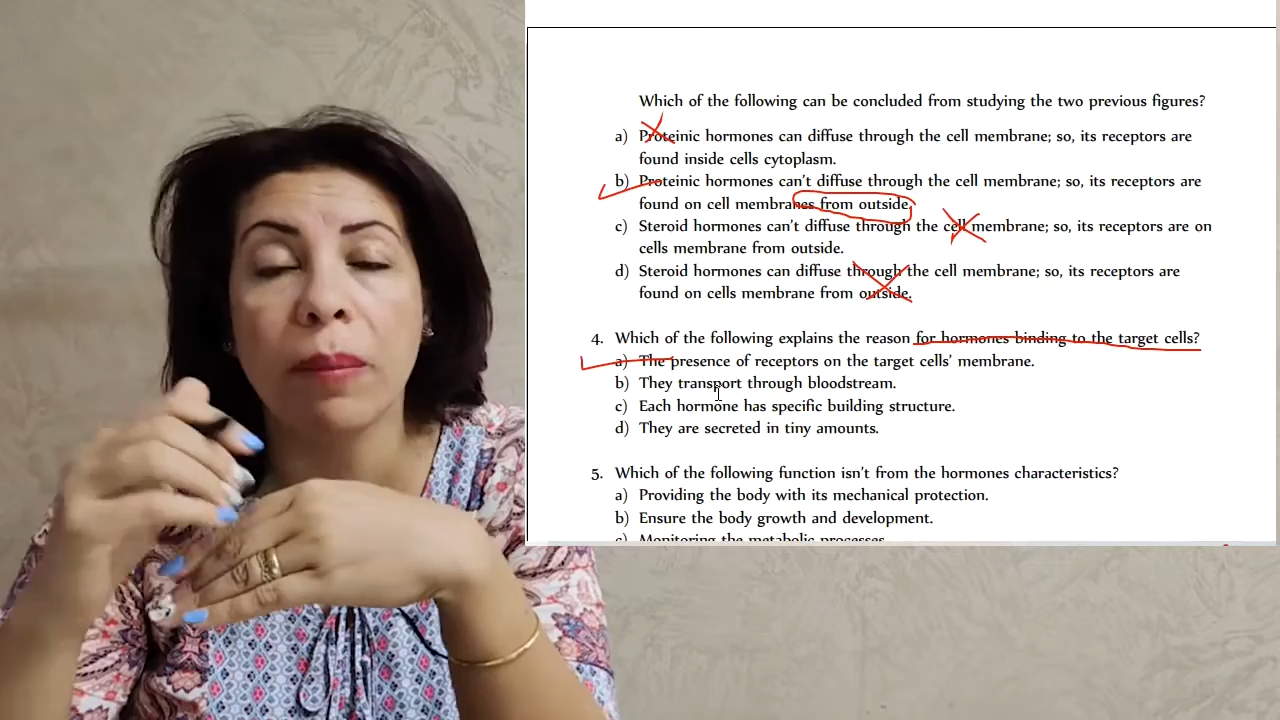 Which of the following can be concluded from studying the two previous figures?
a) Proteinic hormones can diffuse through the cell membrane; so, its receptors are
found inside cells cytoplasm.
b) Proteinic hormones can't diffuse through the cell membrane; so, its receptors are
found on cell membranes from outside.
c) Steroid hormones can't diffuse through the cell membrane; so, its receptors are on
cells membrane from outside.
d) Steroid hormones can diffuse through the cell membrane; so, its receptors are
found on cells membrane from outside.
4. Which of the following explains the reason for hormones binding to the target cells?
a) The presence of receptors on the target cells' membrane.
b) They transport through bloodstream.
c) Each hormone has specific building structure.
d) They are secreted in tiny amounts.
5. Which of the following function isn't from the hormones characteristics?
a) Providing the body with its mechanical protection.
b) Ensure the body growth and development.
c) Monitoring the metabolic processes